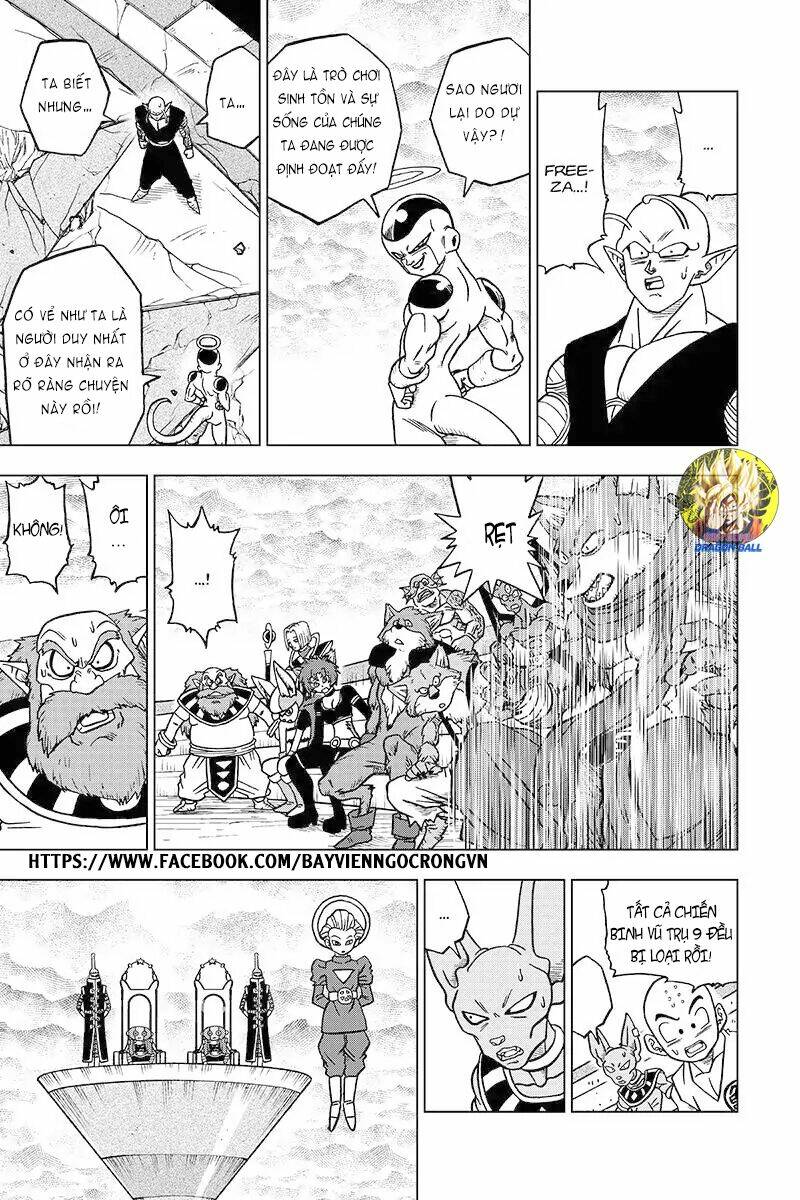 ...
FREE-
ZA...!
SAO NGƯƠI
LẠI DO DỰ
VẬY?!
ĐÂY LÀ TRÒ CHƠI
SINH TỒN VÀ SỰ
SỐNG CỦA CHÚNG
TA ĐANG ĐƯỢC
ĐỊNH ĐOẠT ĐẤY!
TA...
TA BIẾT
NHƯNG...
CÓ VẺ NHƯ TA LÀ
NGƯỜI DUY NHẤT
Ở ĐÂY NHẬN RA
RÕ RÀNG CHUYỆN
NÀY RỒI!
DRAGON BALL
RẸT
...!
ÔI
...
KHÔNG!
HTTPS://WWW.FACEBOOK.COM/BAYVIENNGOCRONGVN
TẤT CẢ CHIẾN
BINH VŨ TRỤ 9 ĐỀU
BỊ LOẠI RỒI!
...